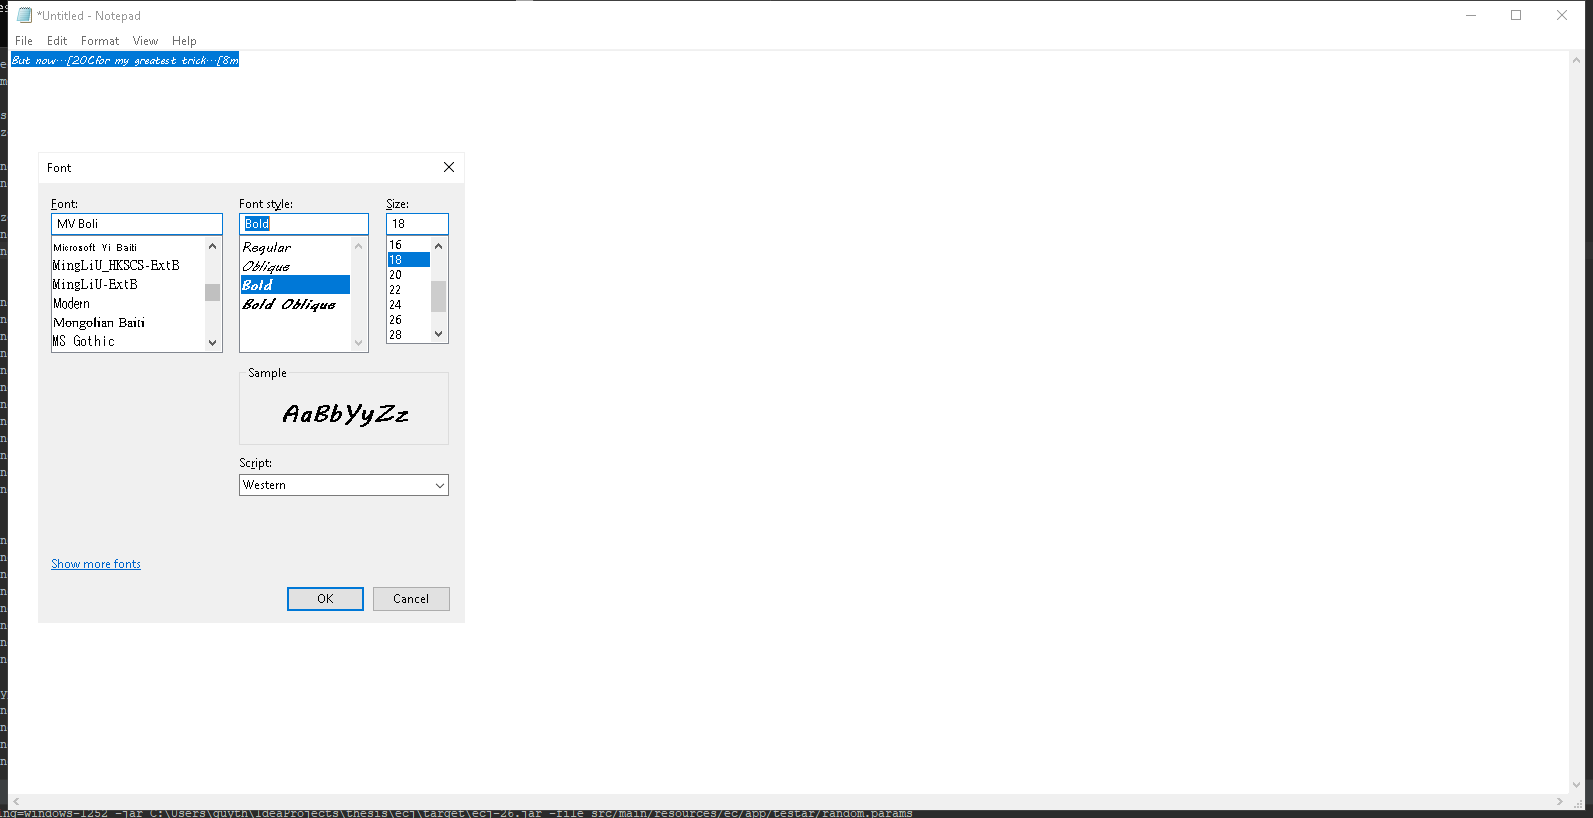 *Untitled - Notepad
File Edit Format View Help
But now...[20Cfor my greatest trick...[8m
Font
Font: Font style: Size:
MV Boli Bold 18
Microsoft Yi Baiti
MingLiU_HKSCS-ExtB
MingLiU-ExtB
Modern
Mongolian Baiti
MS Gothic
Regular
Oblique
Bold
Bold Oblique
16
18
20
22
24
26
28
Sample
AaBbYyZz
Script:
Western
Show more fonts
OK Cancel
ing=windows-1252 -jar C:\Users\guyth\IdeaProjects\thesis\ecj\target\ecj-26.jar -file src/main/resources/ec/app/testar/random.params